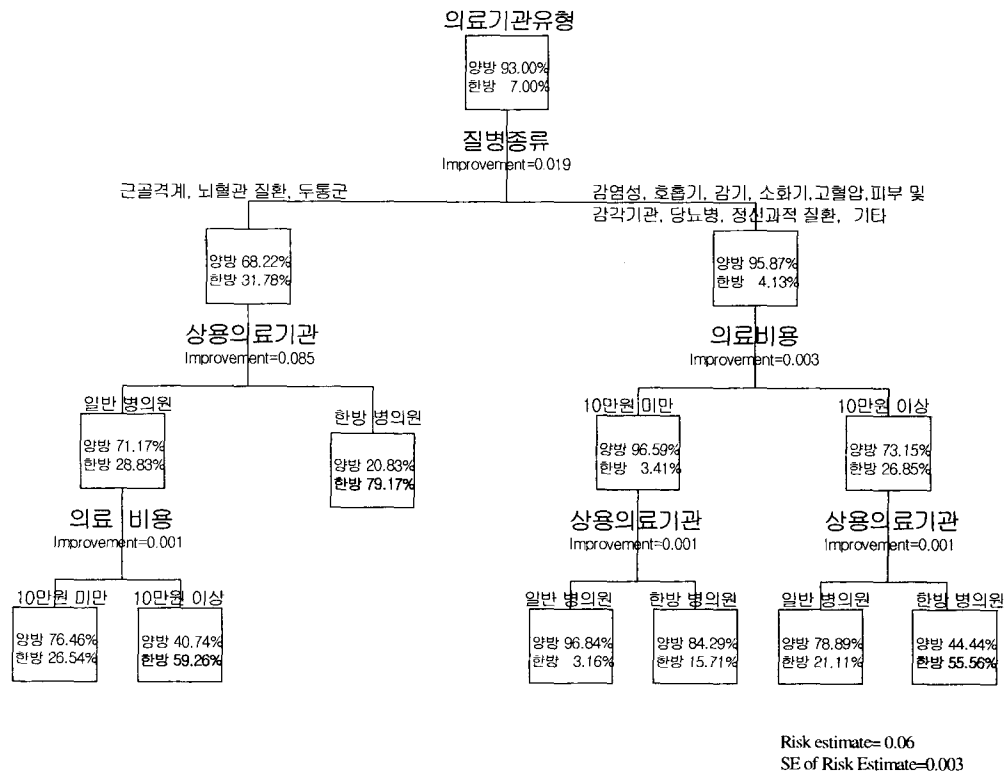 의료기관유형
양방 93.00%
한방 7.00%
질병종류
Improvement=0.019
근골격계, 뇌혈관 질환, 두통군
감염성, 호흡기, 감기, 소화기,고혈압,피부 및
감각기관, 당뇨병, 정신과적 질환, 기타
양방 68.22%
한방 31.78%
양방 95.87%
한방 4.13%
상용의료기관
Improvement=0.085
의료비용
Improvement=0.003
일반 병의원
한방 병의원
10만원 미만
10만원 이상
양방 71.17%
한방 28.83%
양방 20.83%
한방 79.17%
양방 96.59%
한방 3.41%
양방 73.15%
한방 26.85%
의료 비용
Improvement=0.001
상용의료기관
Improvement=0.001
상용의료기관
Improvement=0.001
10만원 미만
10만원 이상
일반 병의원
한방 병의원
일반 병의원
한방 병의원
양방 76.46%
한방 26.54%
양방 40.74%
한방 59.26%
양방 96.84%
한방 3.16%
양방 84.29%
한방 15.71%
양방 78.89%
한방 21.11%
양방 44.44%
한방 55.56%
Risk estimate= 0.06
SE of Risk Estimate=0.003